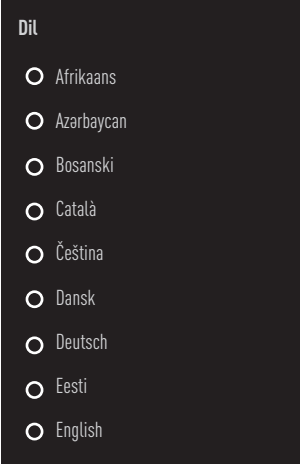 Dil
Afrikaans
Azərbaycan
Bosanski
Català
Čeština
Dansk
Deutsch
Eesti
English